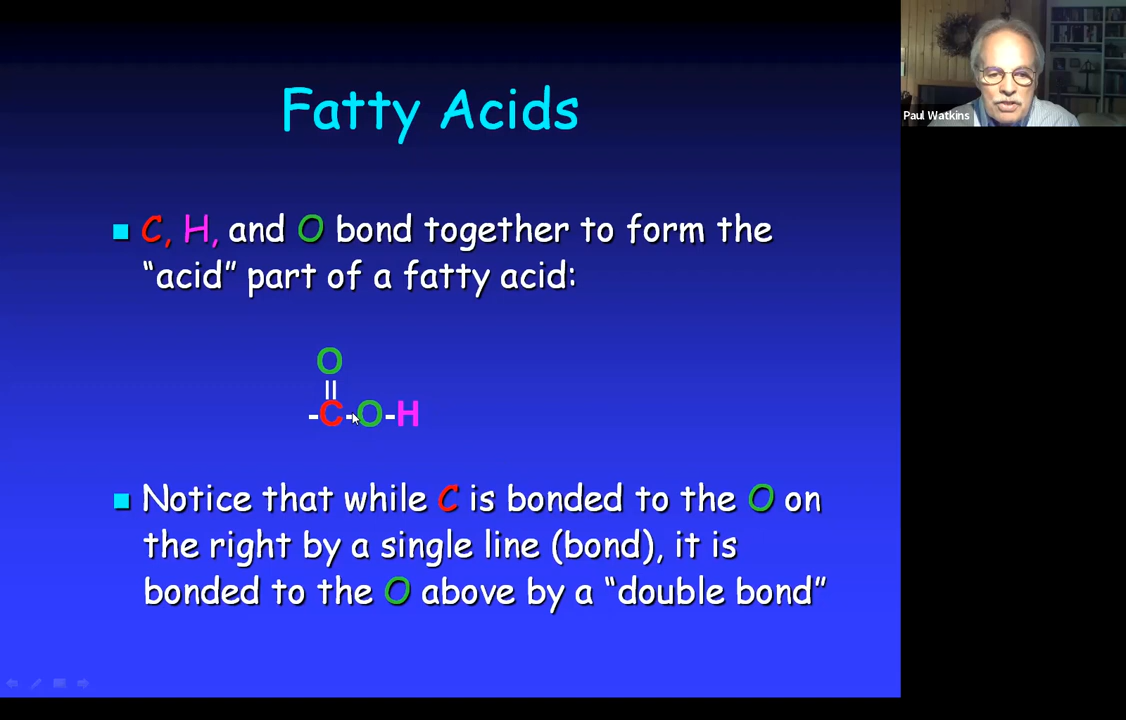 Fatty Acids
Paul Watkins
C, H, and O bond together to form the
“acid” part of a fatty acid:
O
-C-O-H
Notice that while C is bonded to the O on
the right by a single line (bond), it is
bonded to the O above by a “double bond”